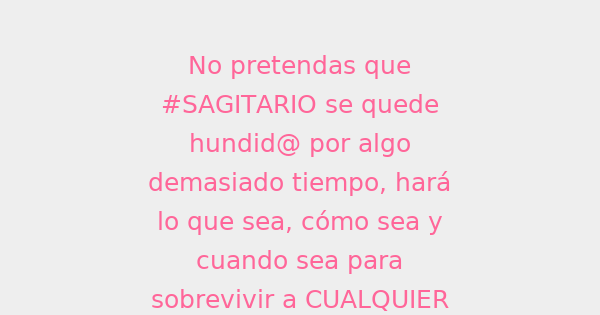 No pretendas que
#SAGITARIO se quede
hundid@ por algo
demasiado tiempo, hará
lo que sea, cómo sea y
cuando sea para
sobrevivir a CUALQUIER